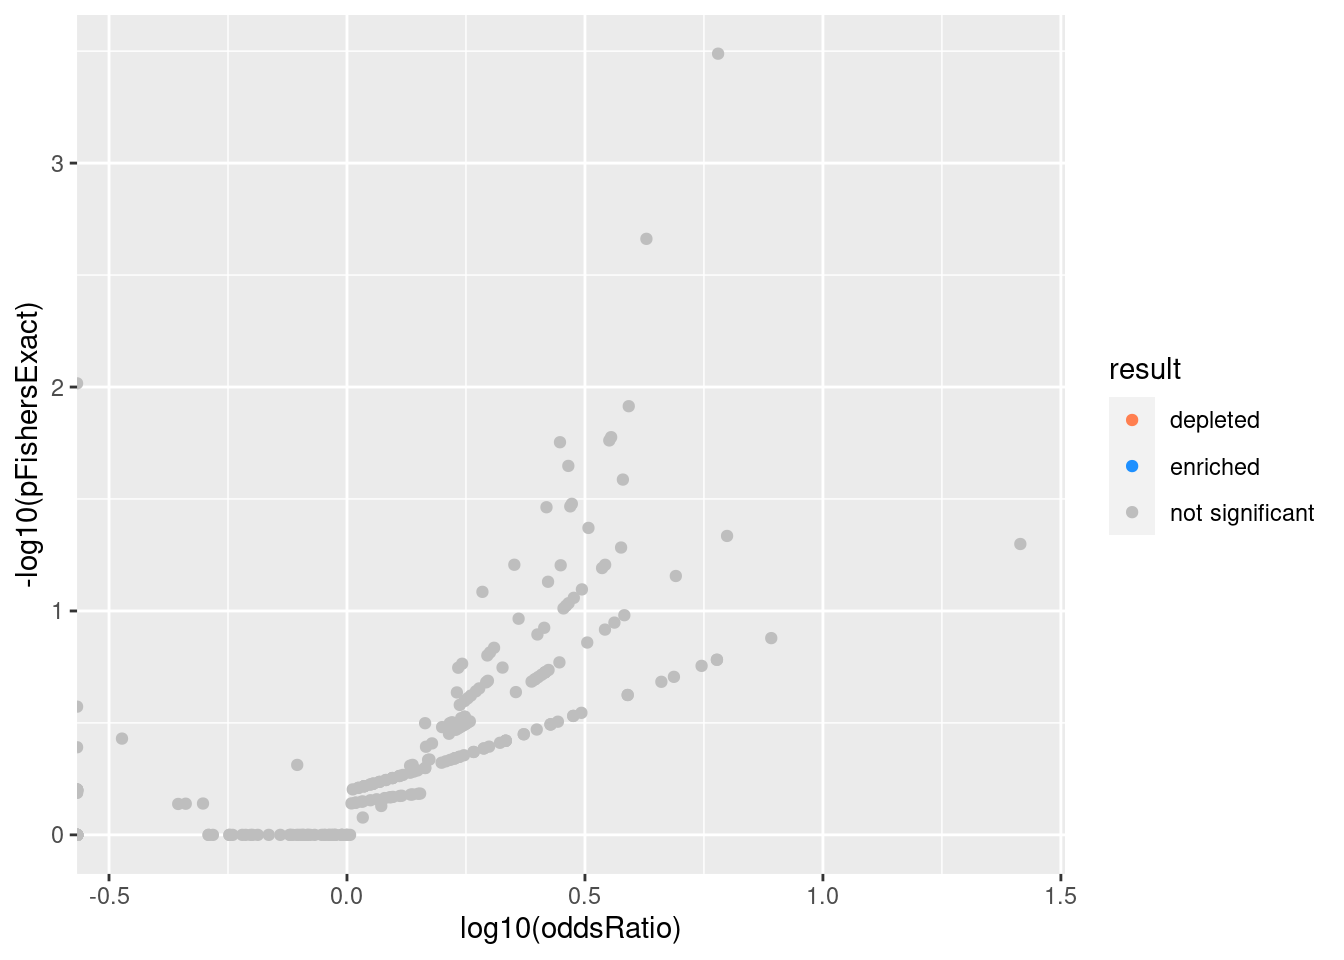 3
2
1
0
-log10(pFishersExact)
-0.5 0.0 0.5 1.0 1.5
log10(oddsRatio)
result
depleted
enriched
not significant